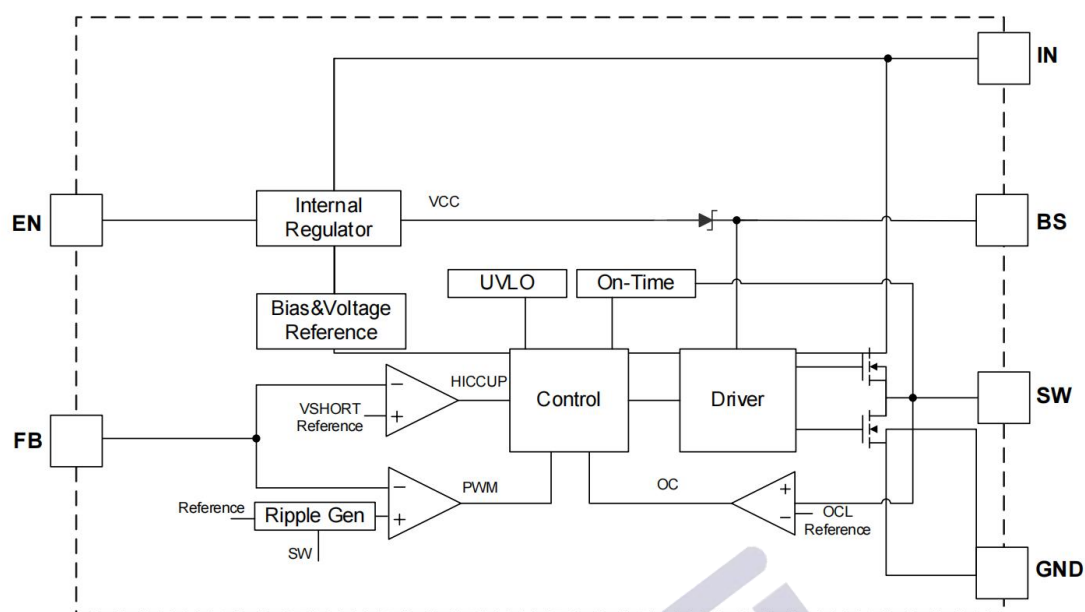 IN
Internal
Regulator
VCC
EN
BS
UVLO
On-Time
Bias&Voltage
Reference
HICCUP
Control
Driver
SW
VSHORT
Reference
FB
PWM
OC
Reference
Ripple Gen
OCL
Reference
SW
GND